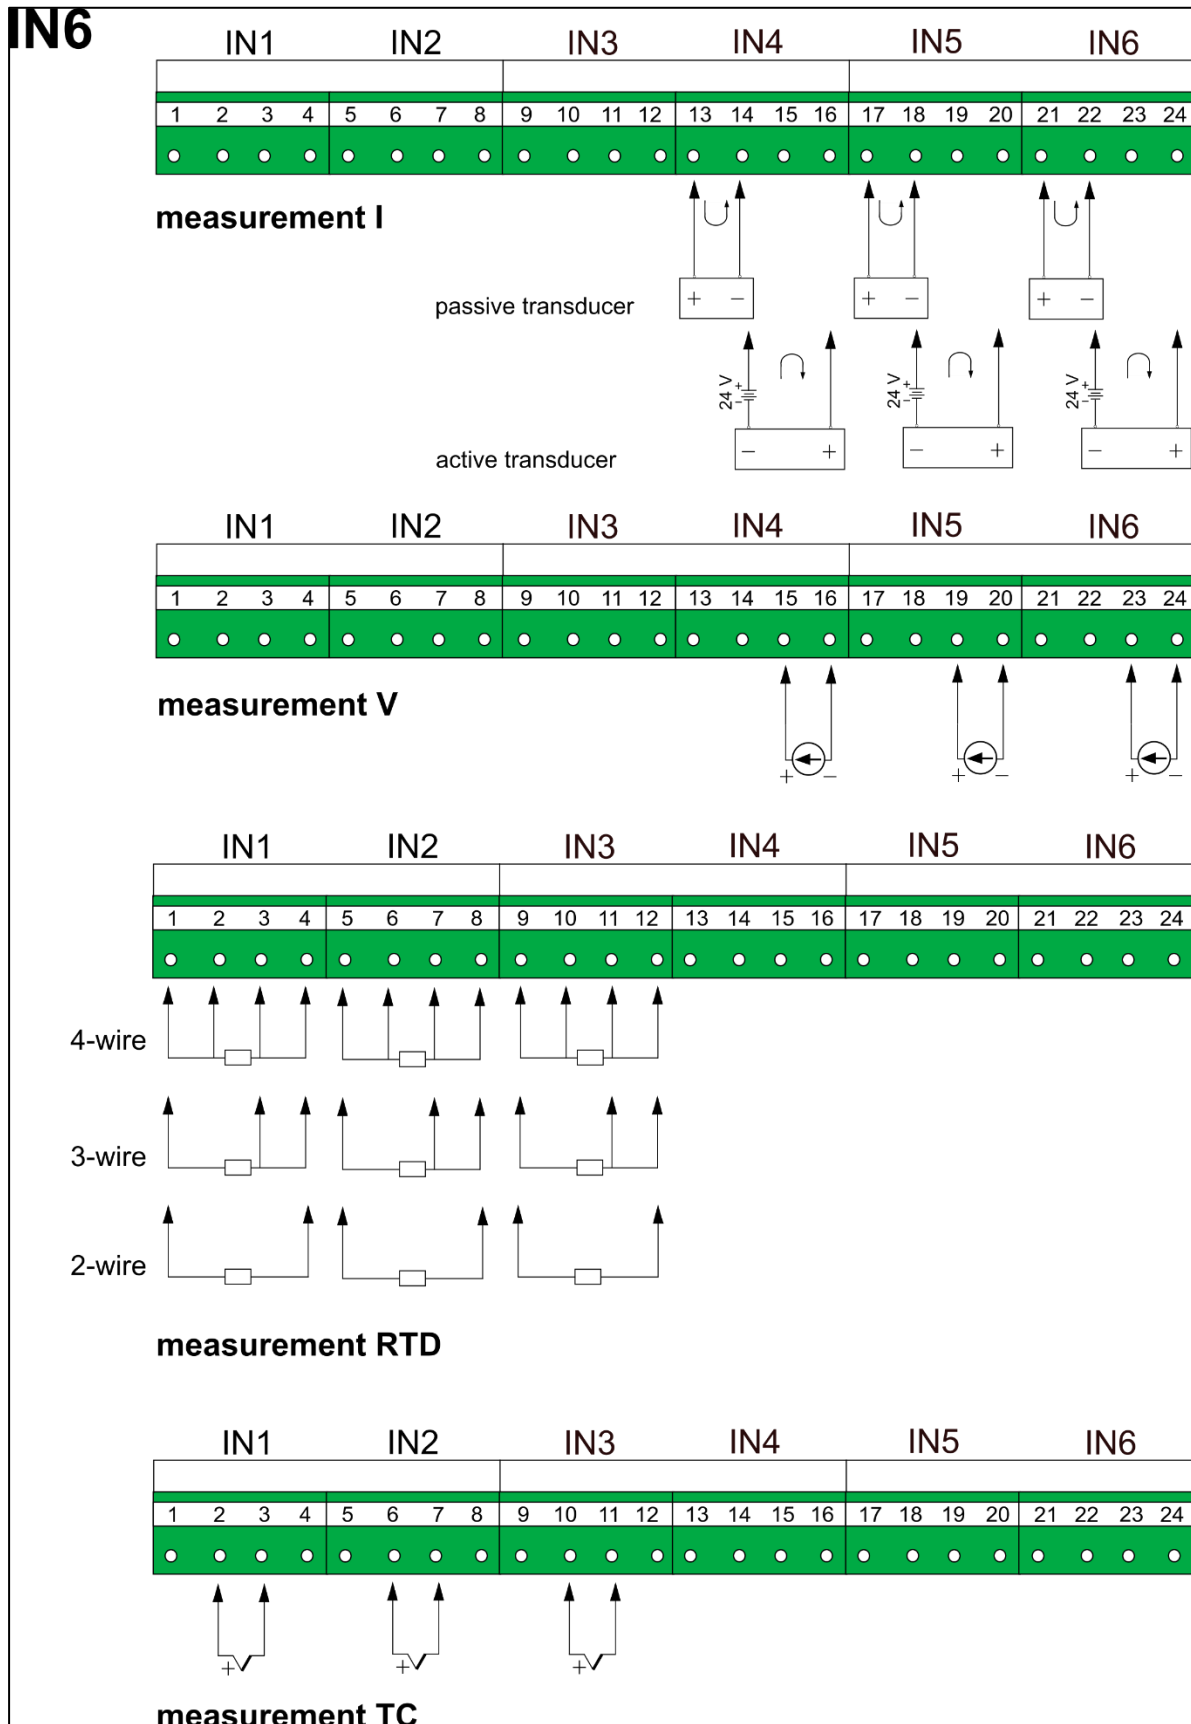 IN6
IN1 IN2 IN3 IN4 IN5 IN6
1 2 3 4 5 6 7 8 9 10 11 12 13 14 15 16 17 18 19 20 21 22 23 24
measurement I
passive transducer
+ − + − + −
24 V + − 24 V + − 24 V + −
active transducer
− + − + − +
IN1 IN2 IN3 IN4 IN5 IN6
1 2 3 4 5 6 7 8 9 10 11 12 13 14 15 16 17 18 19 20 21 22 23 24
measurement V
+ − + − + −
IN1 IN2 IN3 IN4 IN5 IN6
1 2 3 4 5 6 7 8 9 10 11 12 13 14 15 16 17 18 19 20 21 22 23 24
4-wire
3-wire
2-wire
measurement RTD
IN1 IN2 IN3 IN4 IN5 IN6
1 2 3 4 5 6 7 8 9 10 11 12 13 14 15 16 17 18 19 20 21 22 23 24
+ + +
measurement TC